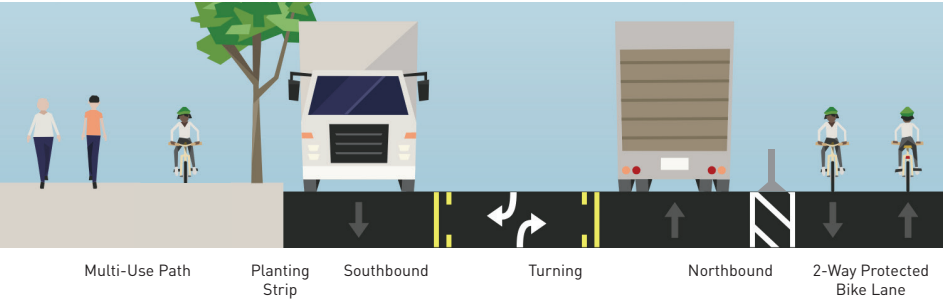 Multi-Use Path
Planting
Strip
Southbound
Turning
Northbound
2-Way Protected
Bike Lane